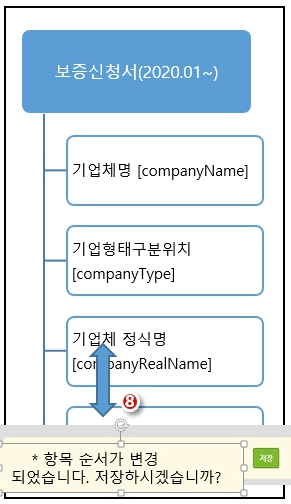 보증신청서(2020.01~)
기업체명 [companyName]
기업형태구분위치
[companyType]
기업체 정식명
[companyRealName]
8
* 항목 순서가 변경
되었습니다. 저장하시겠습니까?
저장